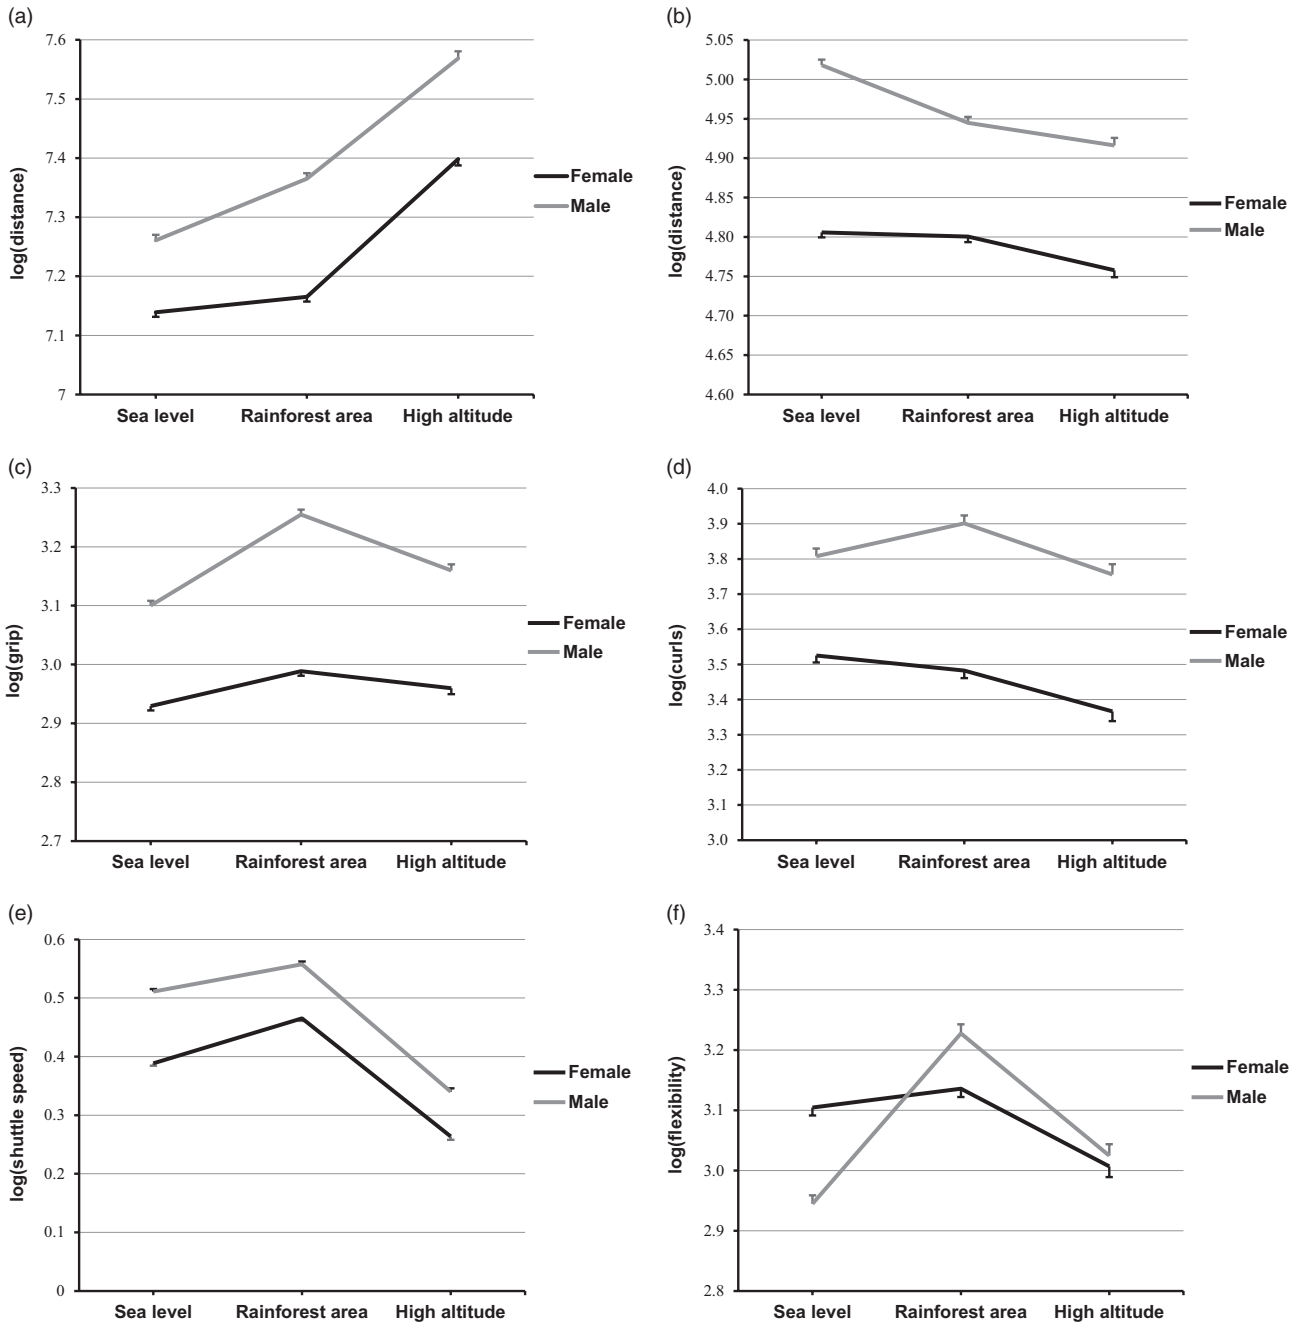 (a)
7.6
7.5
7.4
7.3
7.2
7.1
7
log(distance)
Sea level Rainforest area High altitude
Female
Male
(b)
5.05
5.00
4.95
4.90
4.85
4.80
4.75
4.70
4.65
4.60
log(distance)
Sea level Rainforest area High altitude
Female
Male
(c)
3.3
3.2
3.1
3.0
2.9
2.8
2.7
log(grip)
Sea level Rainforest area High altitude
Female
Male
(d)
4.0
3.9
3.8
3.7
3.6
3.5
3.4
3.3
3.2
3.1
3.0
log(curls)
Sea level Rainforest area High altitude
Female
Male
(e)
0.6
0.5
0.4
0.3
0.2
0.1
0
log(shuttle speed)
Sea level Rainforest area High altitude
Female
Male
(f)
3.4
3.3
3.2
3.1
3.0
2.9
2.8
log(flexibility)
Sea level Rainforest area High altitude
Female
Male